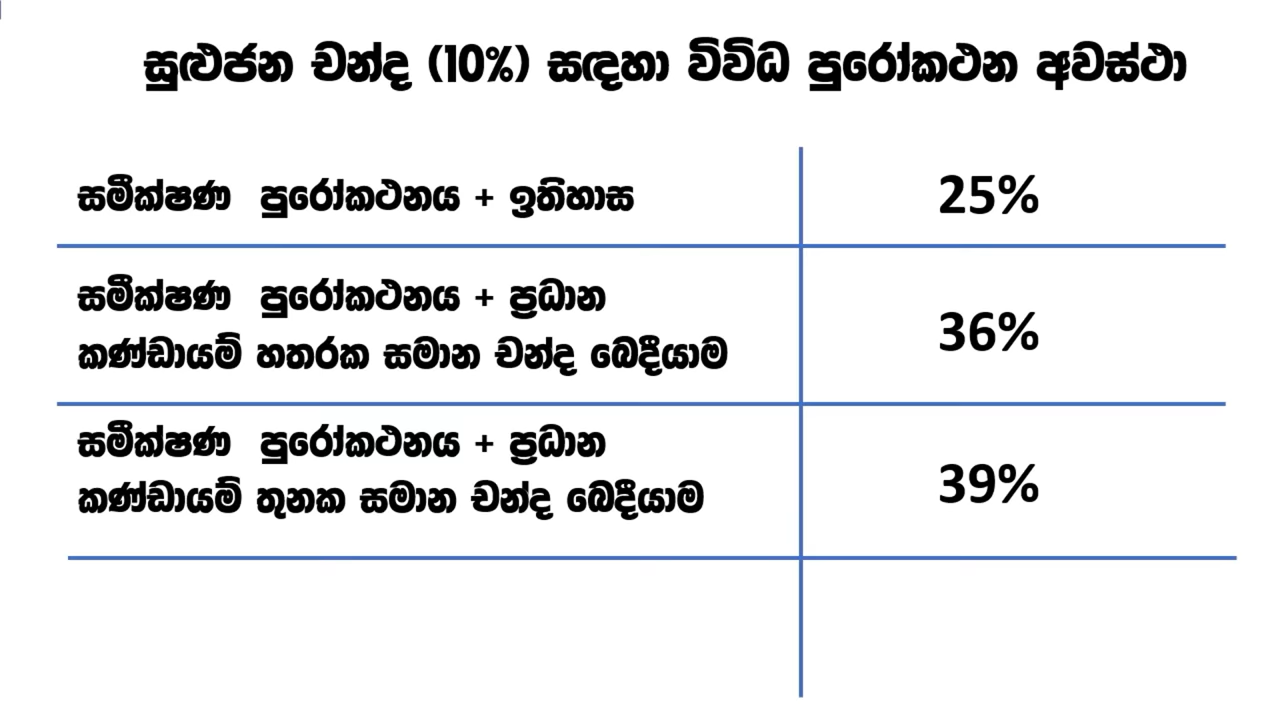 සුළුජන චන්ද (10%) සඳහා විවිධ පුරෝකථන අවස්ථා
සමීක්ෂණ පුරෝකථනය + ඉතිහාස
25%
සමීක්ෂණ පුරෝකථනය + ප්‍රධාන
කණ්ඩායම් හතරක සමාන චන්ද බෙදීයාම
36%
සමීක්ෂණ පුරෝකථනය + ප්‍රධාන
කණ්ඩායම් තුනක සමාන චන්ද බෙදීයාම
39%